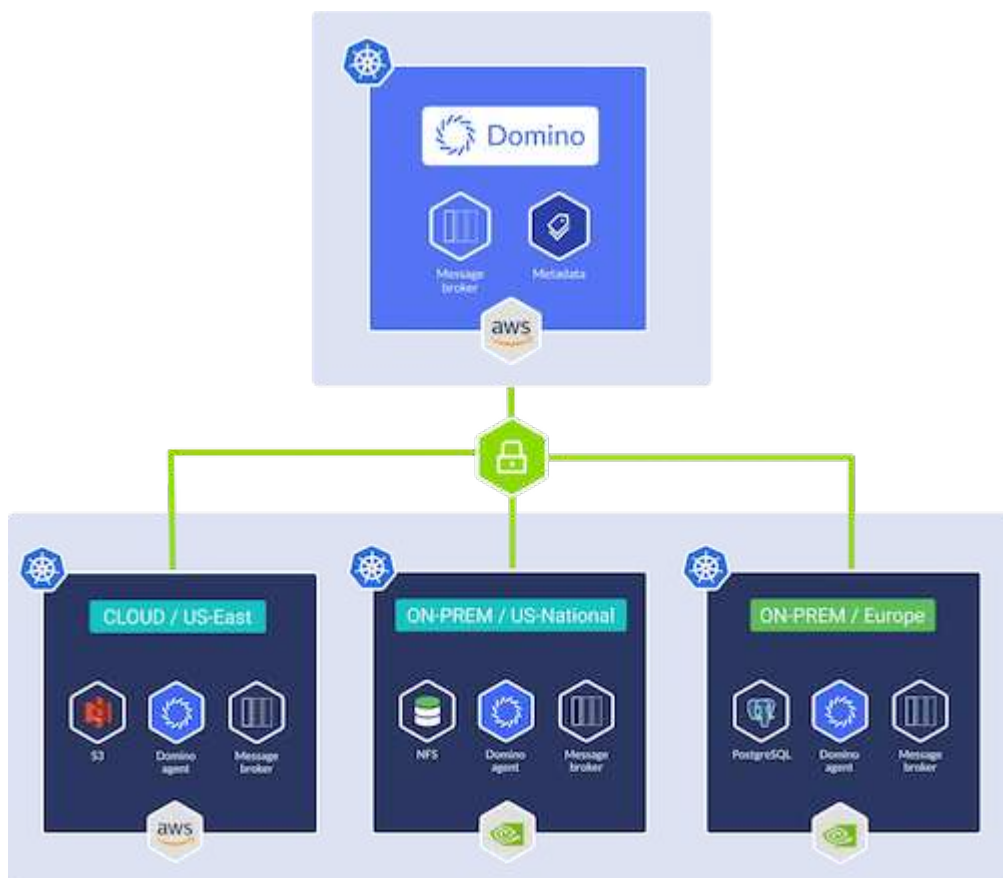 Domino
Message
broker
Metadata
aws
CLOUD / US-East
ON-PREM / US-National
ON-PREM / Europe
S3
Domino
agent
Message
broker
NFS
Domino
agent
Message
broker
PostgreSQL
Domino
agent
Message
broker
aws